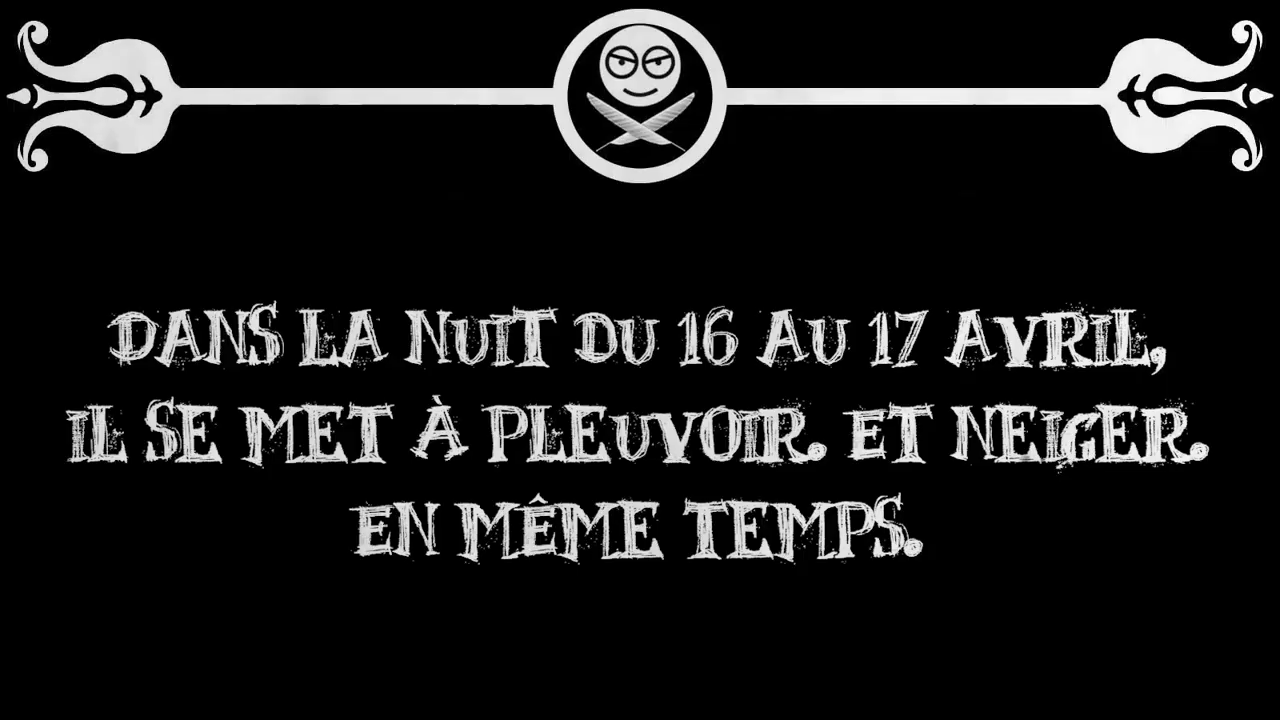 DANS LA NUIT DU 16 AU 17 AVRIL,
IL SE MET À PLEUVOIR. ET NEIGER.
EN MÊME TEMPS.